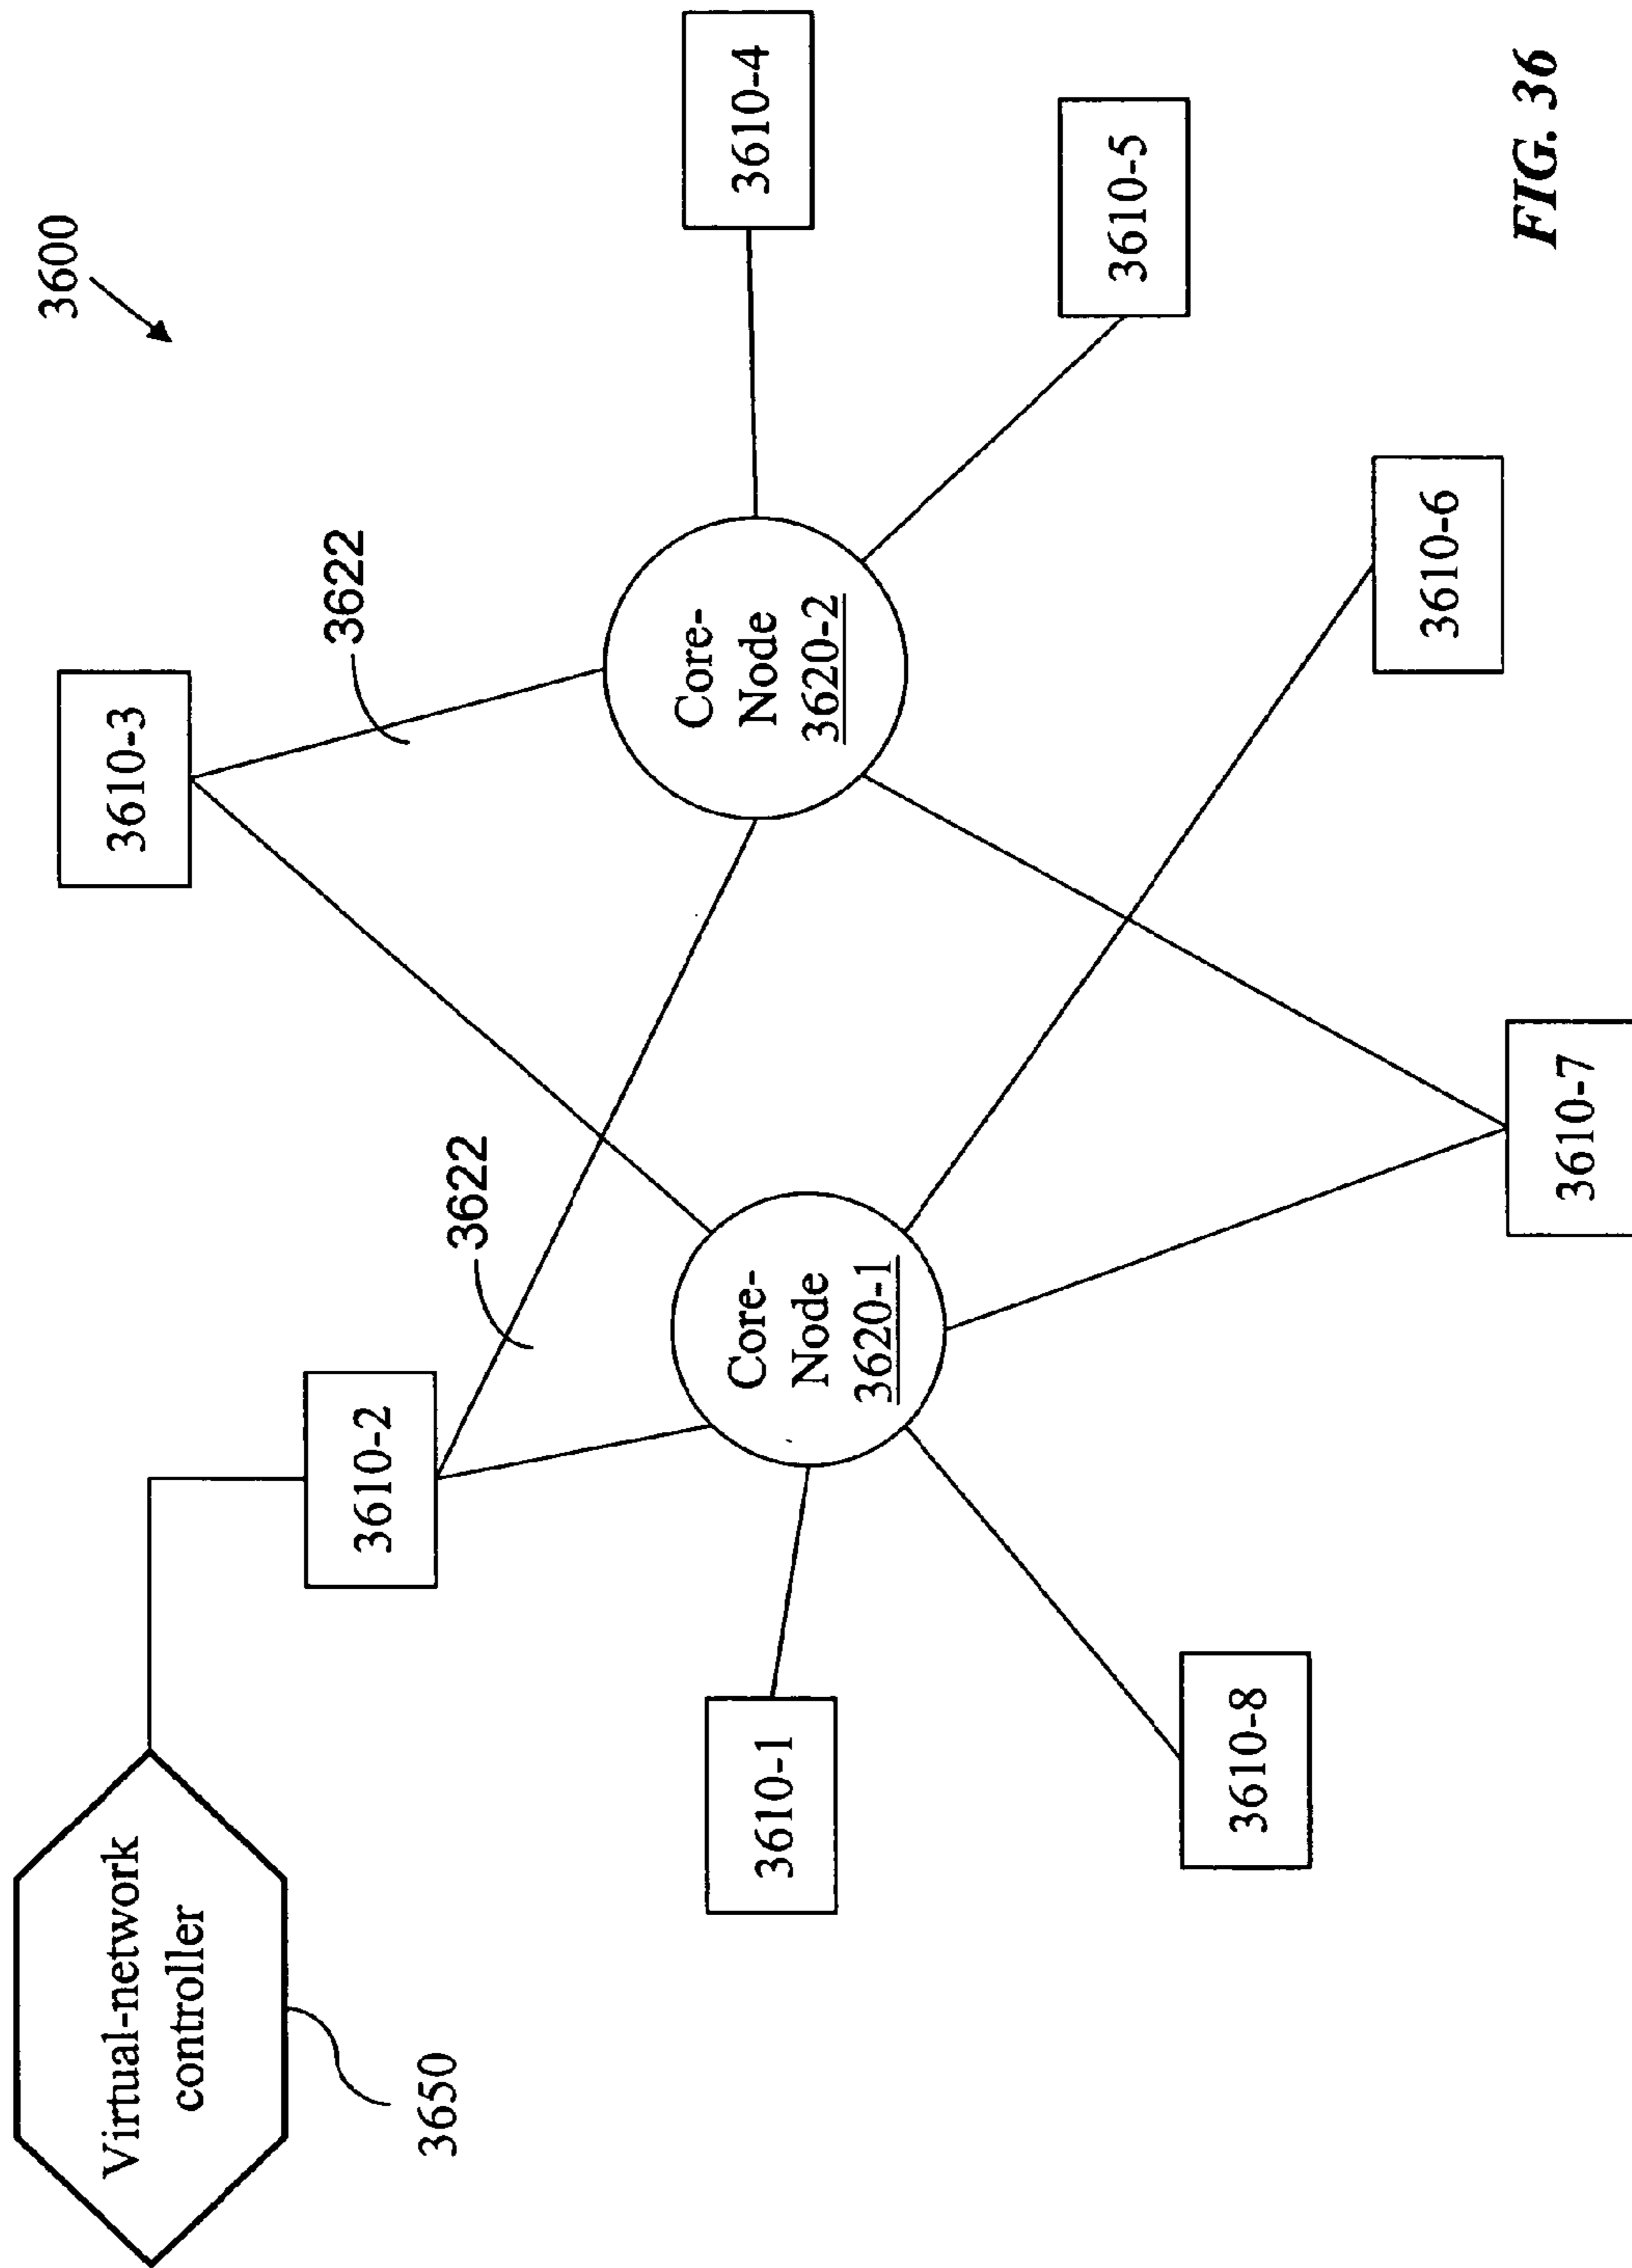 3600
Virtual-network
controller
3650
3610-3
3622
3610-2
3622
3610-4
Core-
Node
3620-2
Core-
Node
3620-1
3610-1
3610-5
3610-8
3610-6
3610-7
FIG. 36